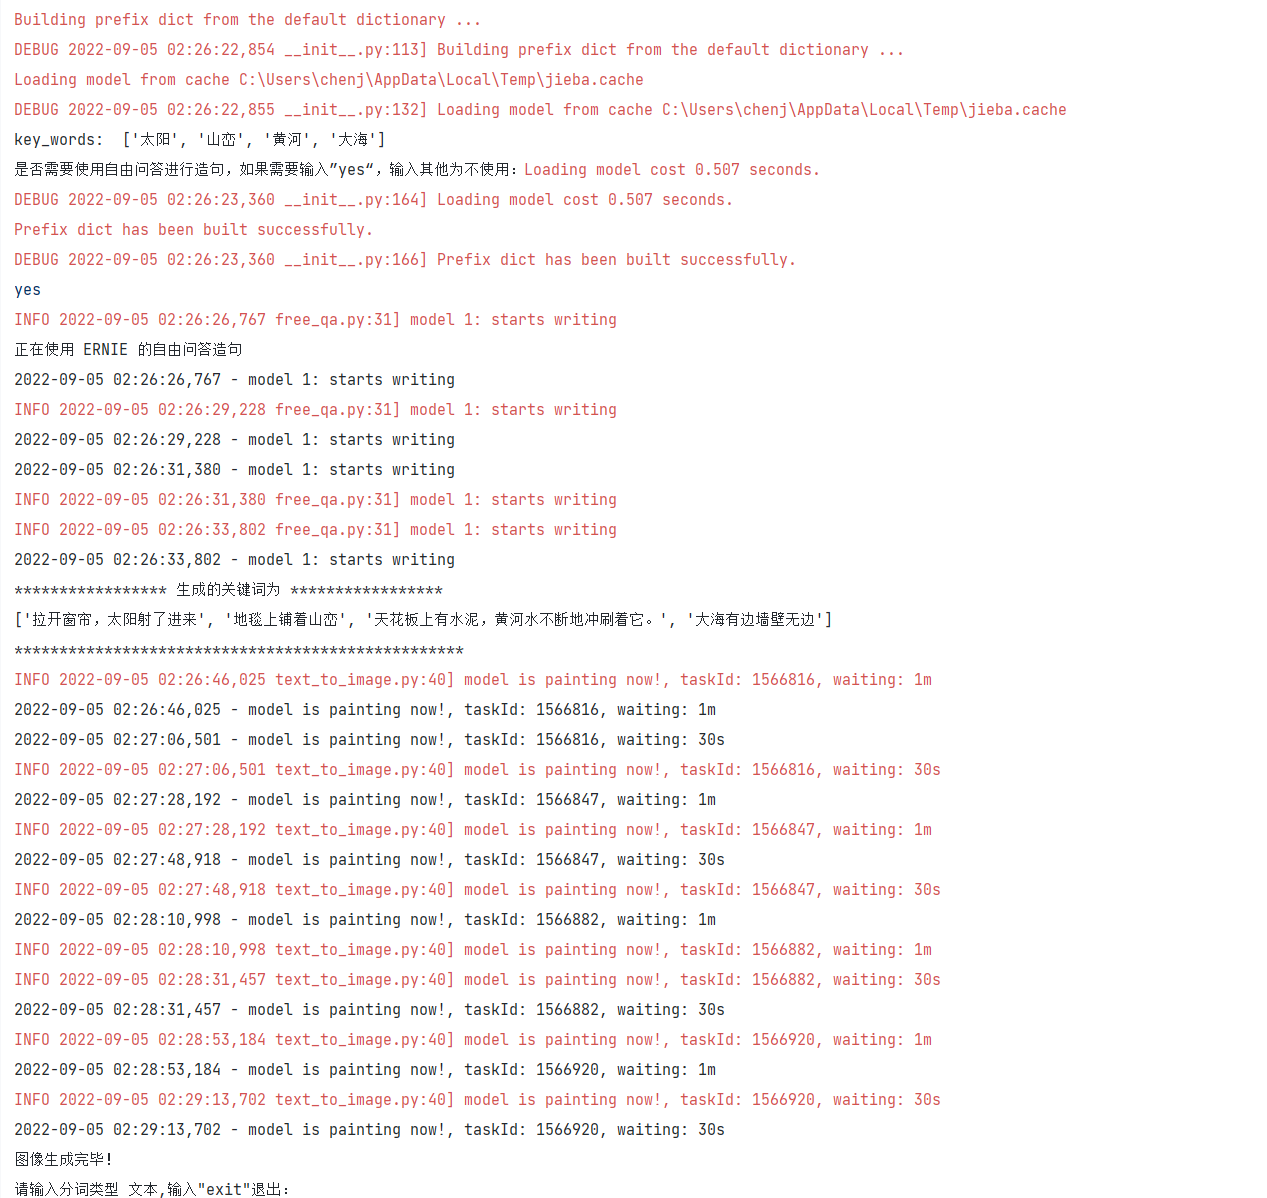 Building prefix dict from the default dictionary ...
DEBUG 2022-09-05 02:26:22,854 __init__.py:113] Building prefix dict from the default dictionary ...
Loading model from cache C:\Users\chenj\AppData\Local\Temp\jieba.cache
DEBUG 2022-09-05 02:26:22,855 __init__.py:132] Loading model from cache C:\Users\chenj\AppData\Local\Temp\jieba.cache
key_words:  ['太阳', '山峦', '黄河', '大海']
是否需要使用自由问答进行造句，如果需要输入”yes“，输入其他为不使用：Loading model cost 0.507 seconds.
DEBUG 2022-09-05 02:26:23,360 __init__.py:164] Loading model cost 0.507 seconds.
Prefix dict has been built successfully.
DEBUG 2022-09-05 02:26:23,360 __init__.py:166] Prefix dict has been built successfully.
yes
INFO 2022-09-05 02:26:26,767 free_qa.py:31] model 1: starts writing
正在使用 ERNIE 的自由问答造句
2022-09-05 02:26:26,767 - model 1: starts writing
INFO 2022-09-05 02:26:29,228 free_qa.py:31] model 1: starts writing
2022-09-05 02:26:29,228 - model 1: starts writing
2022-09-05 02:26:31,380 - model 1: starts writing
INFO 2022-09-05 02:26:31,380 free_qa.py:31] model 1: starts writing
INFO 2022-09-05 02:26:33,802 free_qa.py:31] model 1: starts writing
2022-09-05 02:26:33,802 - model 1: starts writing
***************** 生成的关键词为 *****************
['拉开窗帘，太阳射了进来', '地毯上铺着山峦', '天花板上有水泥，黄河水不断地冲刷着它。', '大海有边墙壁无边']
**************************************************
INFO 2022-09-05 02:26:46,025 text_to_image.py:40] model is painting now!, taskId: 1566816, waiting: 1m
2022-09-05 02:26:46,025 - model is painting now!, taskId: 1566816, waiting: 1m
2022-09-05 02:27:06,501 - model is painting now!, taskId: 1566816, waiting: 30s
INFO 2022-09-05 02:27:06,501 text_to_image.py:40] model is painting now!, taskId: 1566816, waiting: 30s
2022-09-05 02:27:28,192 - model is painting now!, taskId: 1566847, waiting: 1m
INFO 2022-09-05 02:27:28,192 text_to_image.py:40] model is painting now!, taskId: 1566847, waiting: 1m
2022-09-05 02:27:48,918 - model is painting now!, taskId: 1566847, waiting: 30s
INFO 2022-09-05 02:27:48,918 text_to_image.py:40] model is painting now!, taskId: 1566847, waiting: 30s
2022-09-05 02:28:10,998 - model is painting now!, taskId: 1566882, waiting: 1m
INFO 2022-09-05 02:28:10,998 text_to_image.py:40] model is painting now!, taskId: 1566882, waiting: 1m
INFO 2022-09-05 02:28:31,457 text_to_image.py:40] model is painting now!, taskId: 1566882, waiting: 30s
2022-09-05 02:28:31,457 - model is painting now!, taskId: 1566882, waiting: 30s
INFO 2022-09-05 02:28:53,184 text_to_image.py:40] model is painting now!, taskId: 1566920, waiting: 1m
2022-09-05 02:28:53,184 - model is painting now!, taskId: 1566920, waiting: 1m
INFO 2022-09-05 02:29:13,702 text_to_image.py:40] model is painting now!, taskId: 1566920, waiting: 30s
2022-09-05 02:29:13,702 - model is painting now!, taskId: 1566920, waiting: 30s
图像生成完毕!
请输入分词类型 文本,输入"exit"退出：